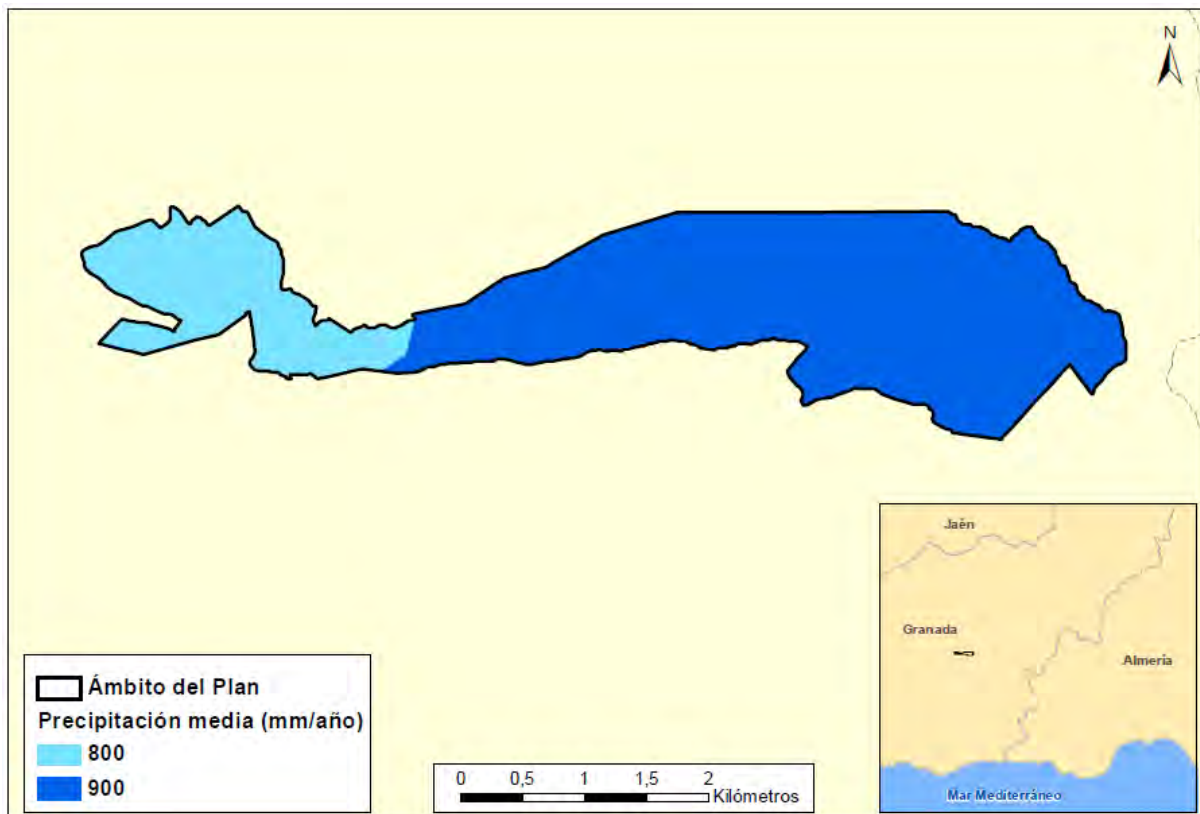 N
Jaén
Granada
Almería
Mar Mediterráneo
Ámbito del Plan
Precipitación media (mm/año)
800
900
0 0,5 1 1,5 2
Kilómetros